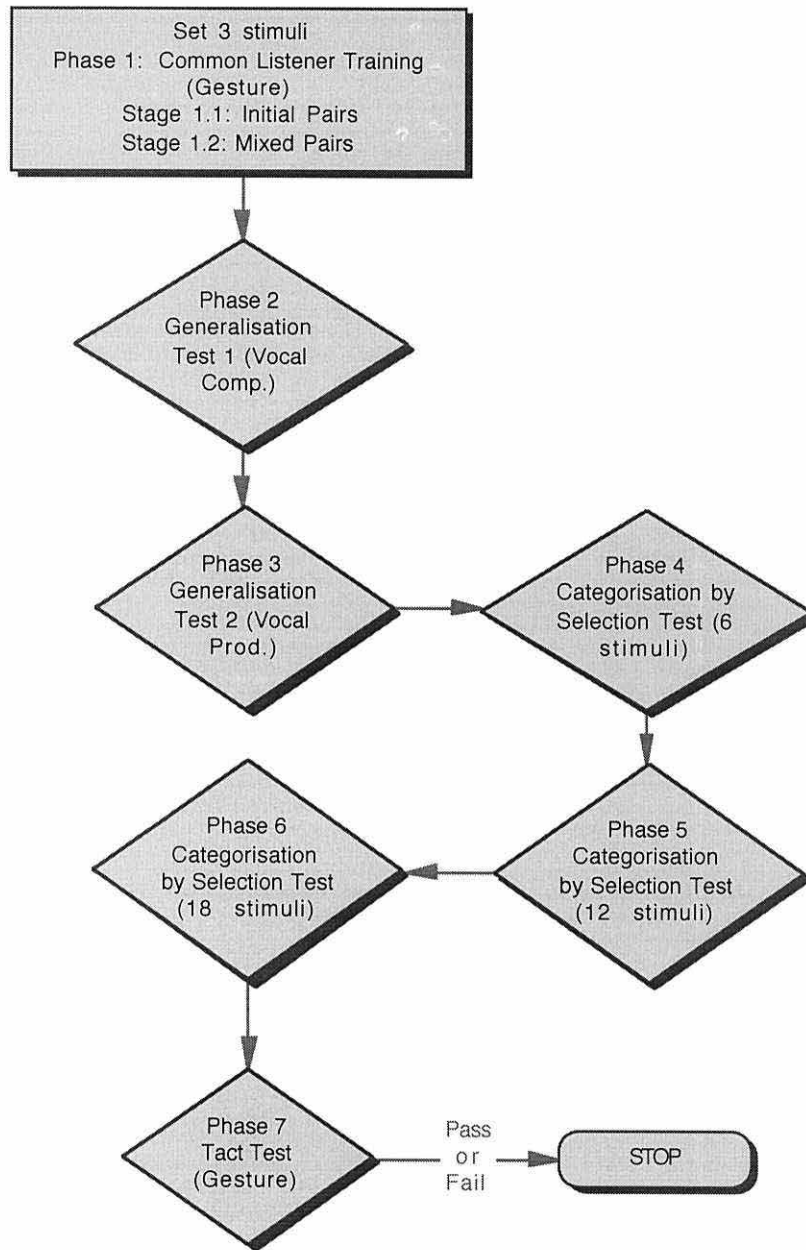 Set 3 stimuli
Phase 1: Common Listener Training
(Gesture)
Stage 1.1: Initial Pairs
Stage 1.2: Mixed Pairs
Phase 2
Generalisation
Test 1 (Vocal
Comp.)
Phase 3
Generalisation
Test 2 (Vocal
Prod.)
Phase 4
Categorisation by
Selection Test (6
stimuli)
Phase 5
Categorisation
by Selection Test
(12 stimuli)
Phase 6
Categorisation
by Selection Test
(18 stimuli)
Phase 7
Tact Test
(Gesture)
Pass
or
Fail
STOP